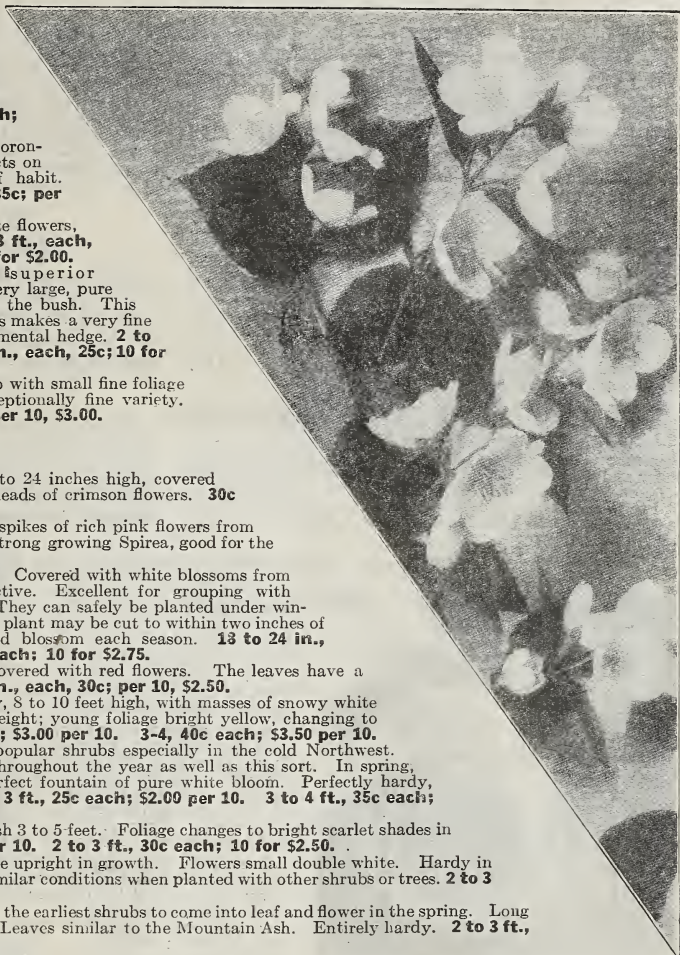 h;
oron-
ts on
f habit.
5c; per
e flowers,
3 ft., each,
for $2.00.
superior
ery large, pure
the bush. This
s makes a very fine
mental hedge. 2 to
n., each, 25c; 10 for
o with small fine foliage
eptionally fine variety.
er 10, $3.00.
to 24 inches high, covered
eads of crimson flowers. 30c
spikes of rich pink flowers from
trong growing Spirea, good for the
Covered with white blossoms from
tive. Excellent for grouping with
They can safely be planted under win-
plant may be cut to within two inches of
d blossom each season. 18 to 24 in.,
ach; 10 for $2.75.
overed with red flowers. The leaves have a
n., each, 30c; per 10, $2.50.
, 8 to 10 feet high, with masses of snowy white
eight; young foliage bright yellow, changing to
; $3.00 per 10. 3-4, 40c each; $3.50 per 10.
popular shrubs especially in the cold Northwest.
hroughout the year as well as this sort. In spring,
rfect fountain of pure white bloom. Perfectly hardy,
3 ft., 25c each; $2.00 per 10. 3 to 4 ft., 35c each;
sh 3 to 5 feet. Foliage changes to bright scarlet shades in
r 10. 2 to 3 ft., 30c each; 10 for $2.50.
e upright in growth. Flowers small double white. Hardy in
milar conditions when planted with other shrubs or trees. 2 to 3
the earliest shrubs to come into leaf and flower in the spring. Long
Leaves similar to the Mountain Ash. Entirely hardy. 2 to 3 ft.,